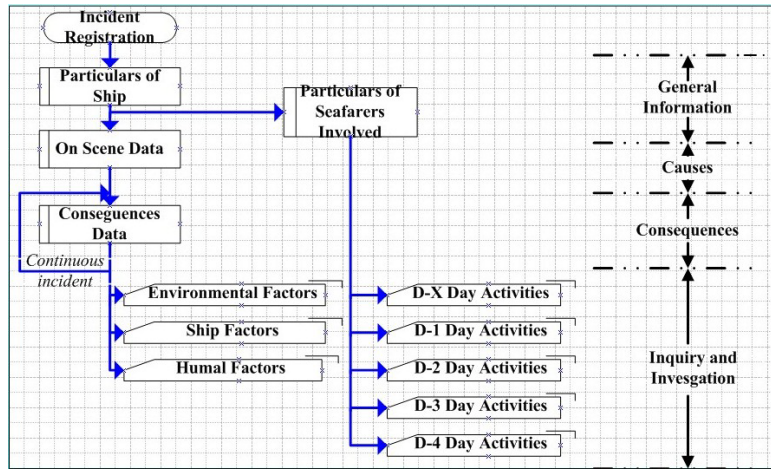 Incident
Registration
Particulars of
Ship
Particulars of
Seafarers
Involved
On Scene Data
Conseguences
Data
Continuous
incident
Environmental Factors
Ship Factors
Humal Factors
D-X Day Activities
D-1 Day Activities
D-2 Day Activities
D-3 Day Activities
D-4 Day Activities
General
Information
Causes
Consequences
Inquiry and
Invesgation